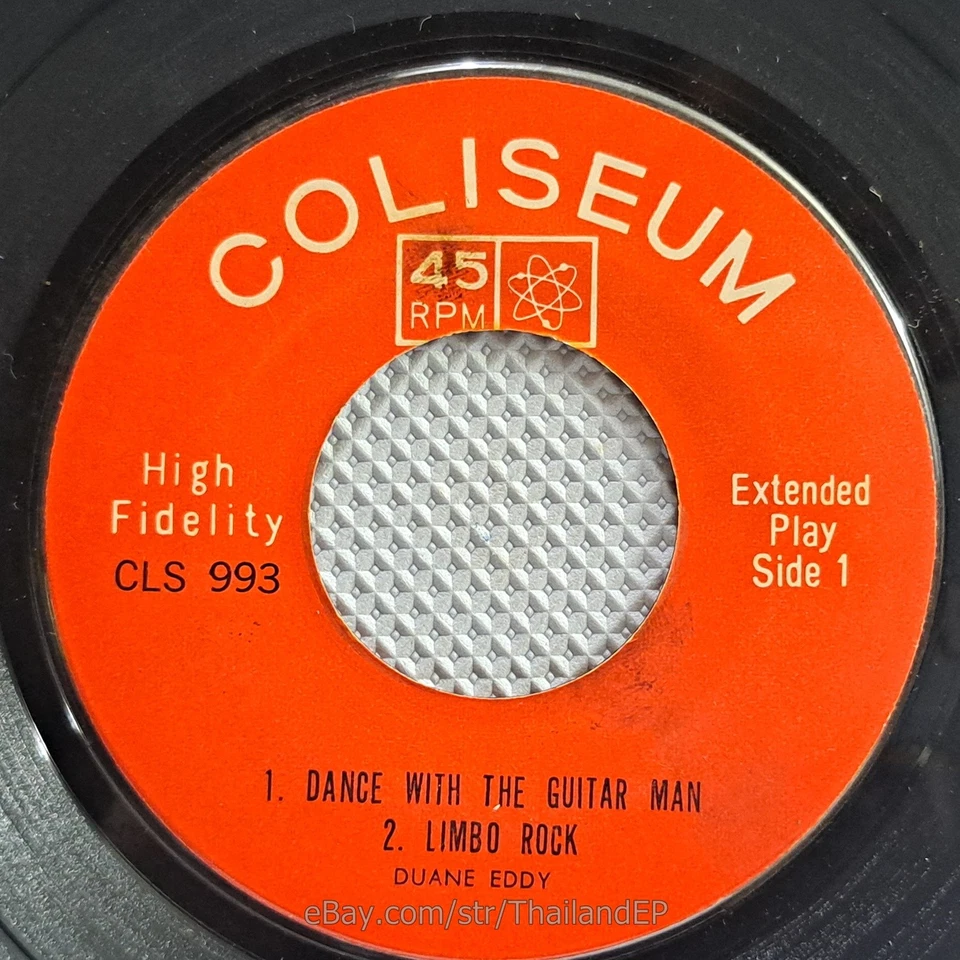 COLISEUM
45
RPM
High
Fidelity
CLS 993
Extended
Play
Side 1
1. DANCE WITH THE GUITAR MAN
2. LIMBO ROCK
DUANE EDDY
eBay.com/str/ThailandEP